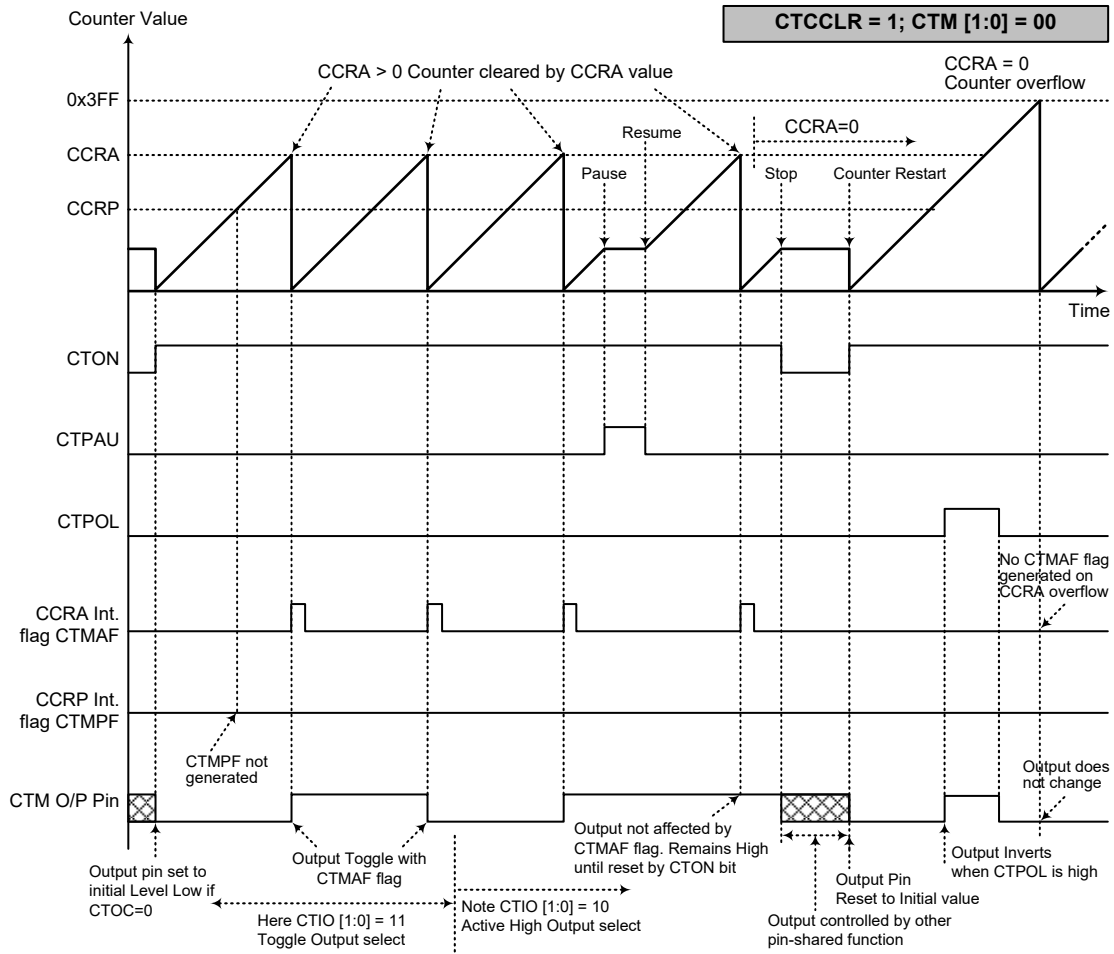 Counter Value
CTCCLR = 1; CTM [1:0] = 00
CCRA > 0 Counter cleared by CCRA value
CCRA = 0
Counter overflow
0x3FF
Resume
CCRA=0
CCRA
Pause
Stop
Counter Restart
CCRP
Time
CTON
CTPAU
CTPOL
No CTMAF flag
generated on
CCRA overflow
CCRA Int.
flag CTMAF
CCRP Int.
flag CTMPF
CTMPF not
generated
Output does
not change
CTM O/P Pin
Output pin set to
initial Level Low if
CTOC=0
Output Toggle with
CTMAF flag
Here CTIO [1:0] = 11
Toggle Output select
Note CTIO [1:0] = 10
Active High Output select
Output not affected by
CTMAF flag. Remains High
until reset by CTON bit
Output Pin
Reset to Initial value
Output controlled by other
pin-shared function
Output Inverts
when CTPOL is high